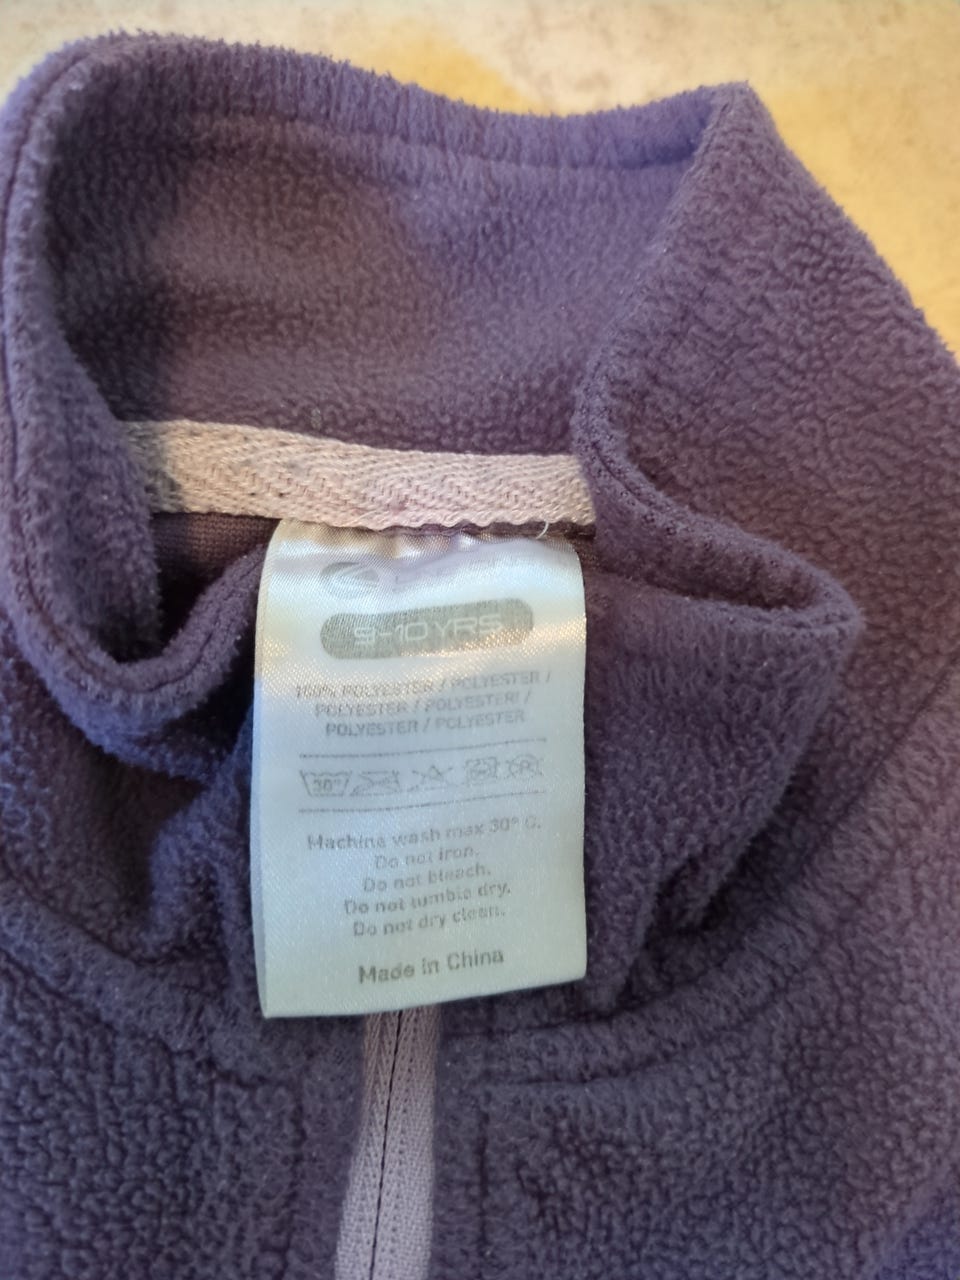 9-10 YRS
100% POLYESTER / POLYESTER /
POLYESTER / POLYESTERI /
POLYESTER / POLYESTER
30°
Machine wash max 30° C.
Do not iron.
Do not bleach.
Do not tumble dry.
Do not dry clean.
Made in China